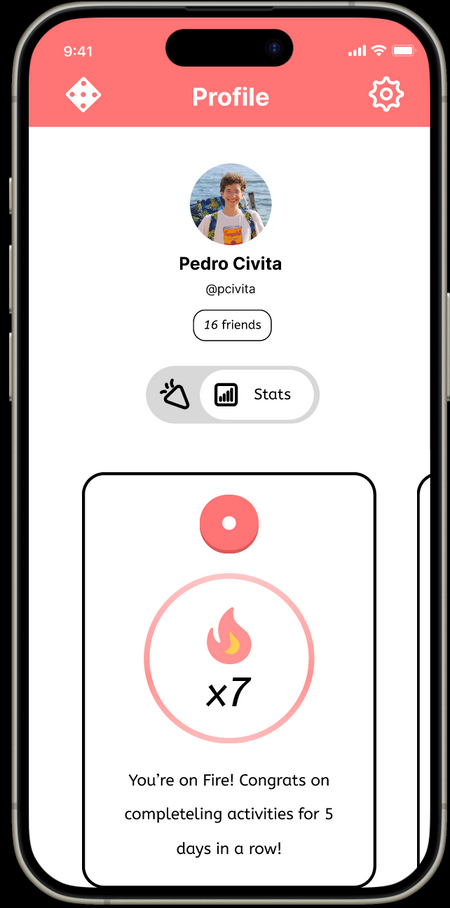 9:41
Profile
Pedro Civita
@pcivita
16 friends
Stats
x7
You’re on Fire! Congrats on
completeling activities for 5
days in a row!